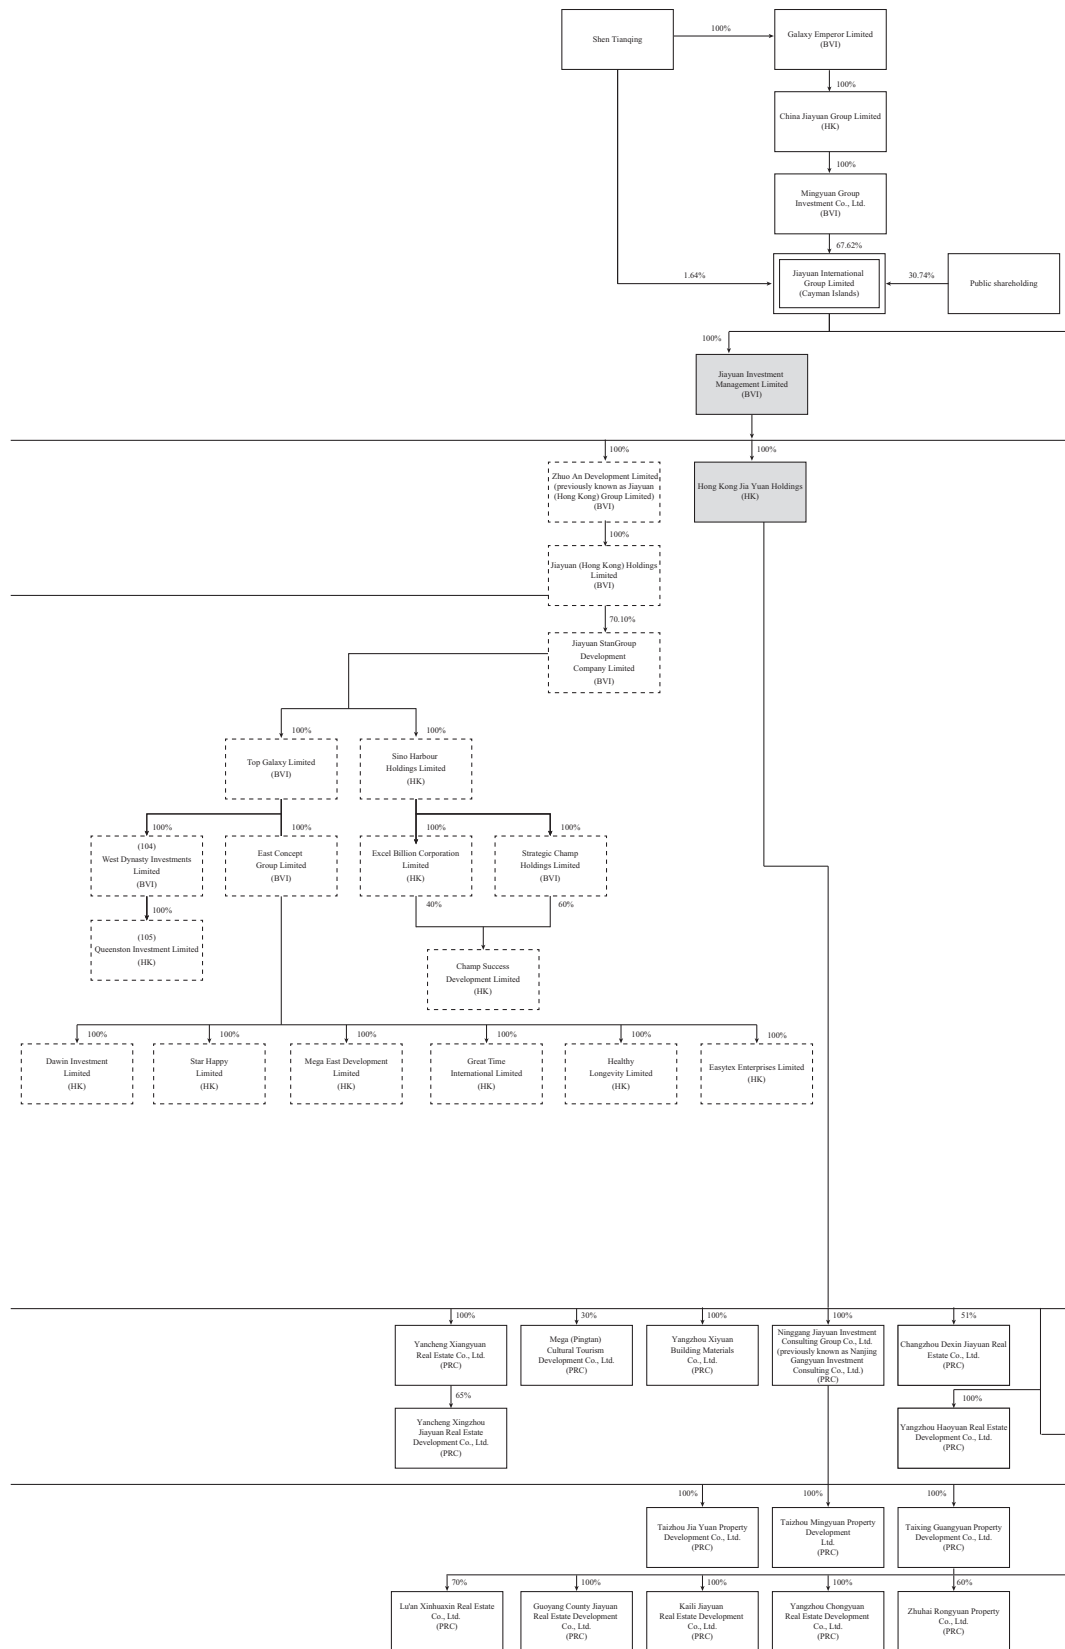 Shen Tianqing
100%
Galaxy Emperor Limited
(BVI)
100%
China Jiayuan Group Limited
(HK)
100%
Mingyuan Group
Investment Co., Ltd.
(BVI)
67.62%
1.64%
Jiayuan International
Group Limited
(Cayman Islands)
30.74%
Public shareholding
100%
Jiayuan Investment
Management Limited
(BVI)
100%
100%
Zhuo An Development Limited
(previously known as Jiayuan
(Hong Kong) Group Limited)
(BVI)
Hong Kong Jia Yuan Holdings
(HK)
100%
Jiayuan (Hong Kong) Holdings
Limited
(BVI)
70.10%
Jiayuan StanGroup
Development
Company Limited
(BVI)
100%
100%
Top Galaxy Limited
(BVI)
Sino Harbour
Holdings Limited
(HK)
100%
100%
100%
100%
(104)
West Dynasty Investments
Limited
(BVI)
East Concept
Group Limited
(BVI)
Excel Billion Corporation
Limited
(HK)
Strategic Champ
Holdings Limited
(BVI)
100%
40%
60%
(105)
Queenston Investment Limited
(HK)
Champ Success
Development Limited
(HK)
100%
100%
100%
100%
100%
100%
Dawin Investment
Limited
(HK)
Star Happy
Limited
(HK)
Mega East Development
Limited
(HK)
Great Time
International Limited
(HK)
Healthy
Longevity Limited
(HK)
Easytex Enterprises Limited
(HK)
100%
30%
100%
100%
51%
Yancheng Xiangyuan
Real Estate Co., Ltd.
(PRC)
Mega (Pingtan)
Cultural Tourism
Development Co., Ltd.
(PRC)
Yangzhou Xiyuan
Building Materials
Co., Ltd.
(PRC)
Ninggang Jiayuan Investment
Consulting Group Co., Ltd.
(previously known as Nanjing
Gangyuan Investment
Consulting Co., Ltd.)
(PRC)
Changzhou Dexin Jiayuan Real
Estate Co., Ltd.
(PRC)
65%
100%
Yancheng Xingzhou
Jiayuan Real Estate
Development Co., Ltd.
(PRC)
Yangzhou Haoyuan Real Estate
Development Co., Ltd.
(PRC)
100%
100%
100%
Taizhou Jia Yuan Property
Development Co., Ltd.
(PRC)
Taizhou Mingyuan Property
Development
Ltd.
(PRC)
Taixing Guangyuan Property
Development Co., Ltd.
(PRC)
70%
100%
100%
100%
60%
Lu'an Xinhuaxin Real Estate
Co., Ltd.
(PRC)
Guoyang County Jiayuan
Real Estate Development
Co., Ltd.
(PRC)
Kaili Jiayuan
Real Estate Development
Co., Ltd.
(PRC)
Yangzhou Chongyuan
Real Estate Development
Co., Ltd.
(PRC)
Zhuhai Rongyuan Property
Co., Ltd.
(PRC)